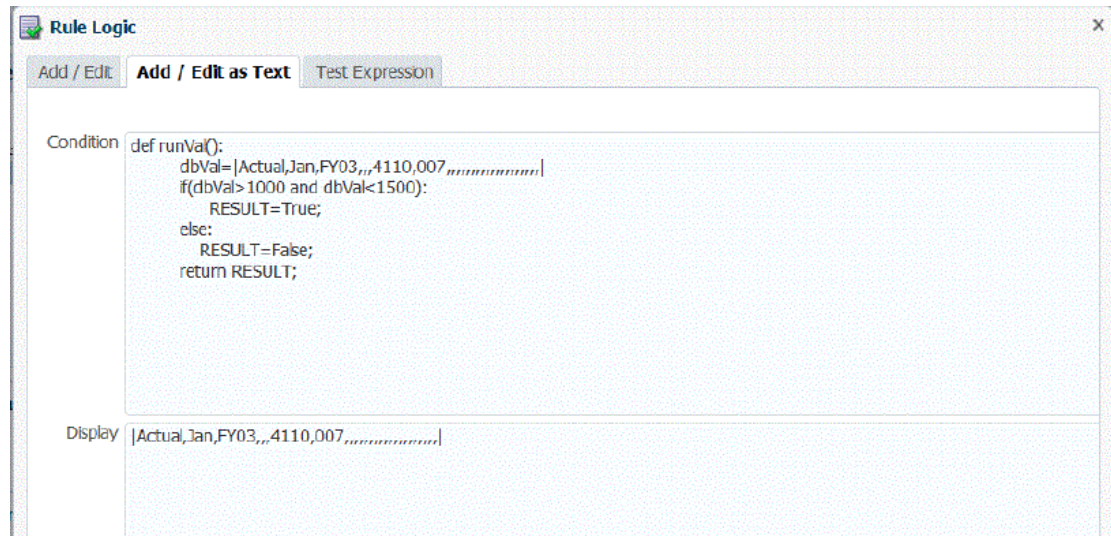 Rule Logic
Add / Edit Add / Edit as Text Test Expression
Condition def runVal():
dbVal=|Actual,Jan,FY03,,,4110,007,,,,,,,,,,,,,,,,,,,|
if(dbVal>1000 and dbVal<1500):
RESULT=True;
else:
RESULT=False;
return RESULT;
Display |Actual,Jan,FY03,,,4110,007,,,,,,,,,,,,,,,,,,,|